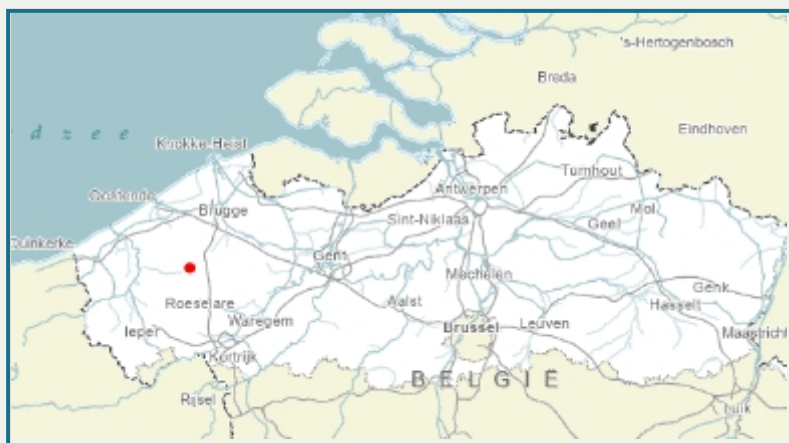 's-Hertogenbosch
Breda
Eindhoven
d z e e
Knokke-Heist
Turnhout
Antwerpen
Oostende
Brugge
Sint-Niklaas
Geel
Mol
Duinkerke
Gent
Mechelen
Genk
Roeselare
Aalst
Hasselt
Ieper
Waregem
Brussel
Leuven
Maastricht
Kortrijk
BELGIË
Rijsel
Luik